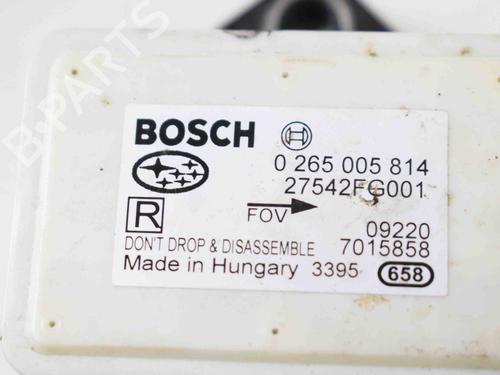 B-PARTS
BOSCH
0 265 005 814
27542FG001
R
FOV
09220
DON'T DROP & DISASSEMBLE 7015858
Made in Hungary 3395 658